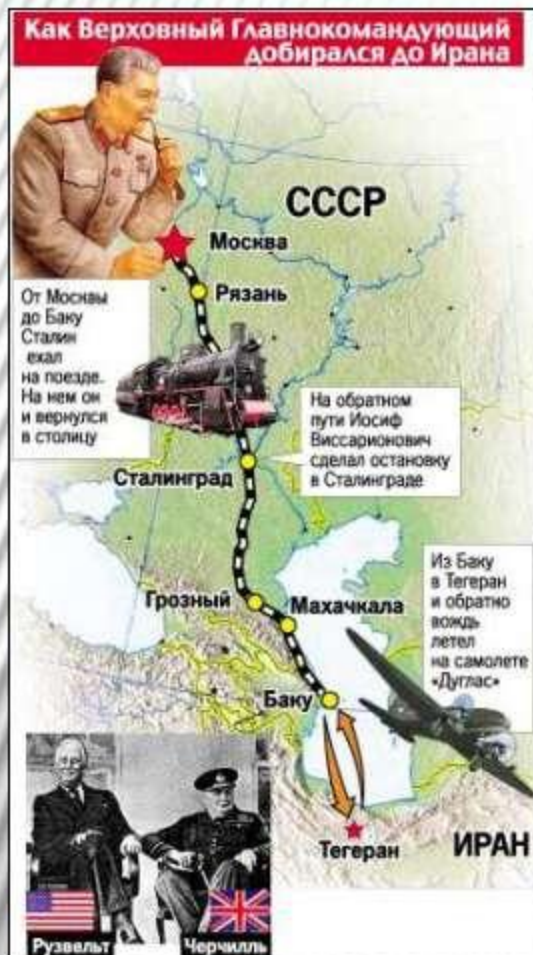 Как Верховный Главнокомандующий
добирался до Ирана
СССР
Москва
Рязань
От Москвы
до Баку
Сталин
ехал
на поезде.
На нем он
и вернулся
в столицу
На обратном
пути Иосиф
Виссарионович
сделал остановку
в Сталинграде
Сталинград
Грозный
Махачкала
Из Баку
в Тегеран
и обратно
вождь
летел
на самолете
«Дуглас»
Баку
Тегеран
ИРАН
Рузвельт
Черчилль